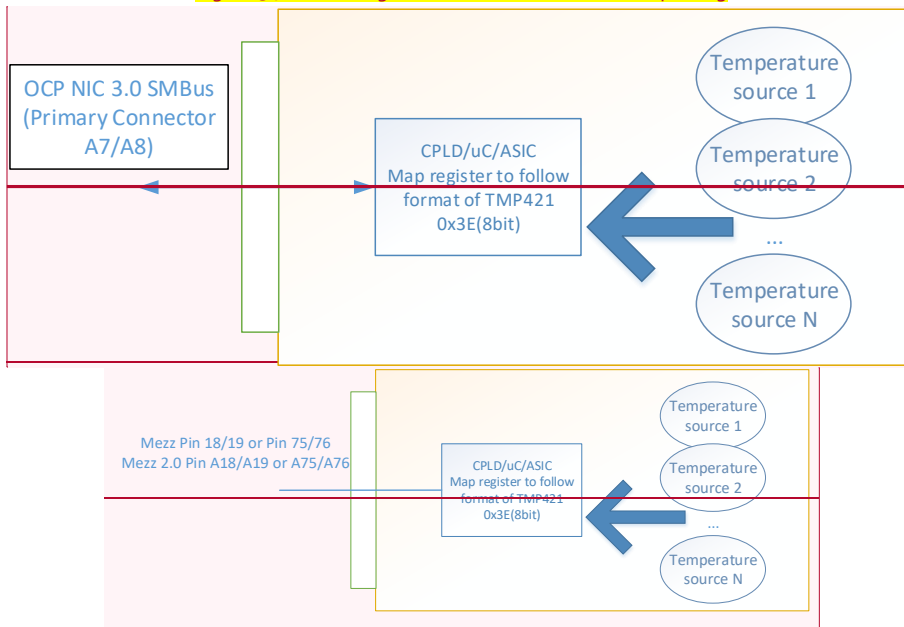 OCP NIC 3.0 SMBus
(Primary Connector
A7/A8)
CPLD/uC/ASIC
Map register to follow
format of TMP421
0x3E(8bit)
Temperature
source 1
Temperature
source 2
...
Temperature
source N
Mezz Pin 18/19 or Pin 75/76
Mezz 2.0 Pin A18/A19 or A75/A76
CPLD/uC/ASIC
Map register to follow
format of TMP421
0x3E(8bit)
Temperature
source 1
Temperature
source 2
...
Temperature
source N